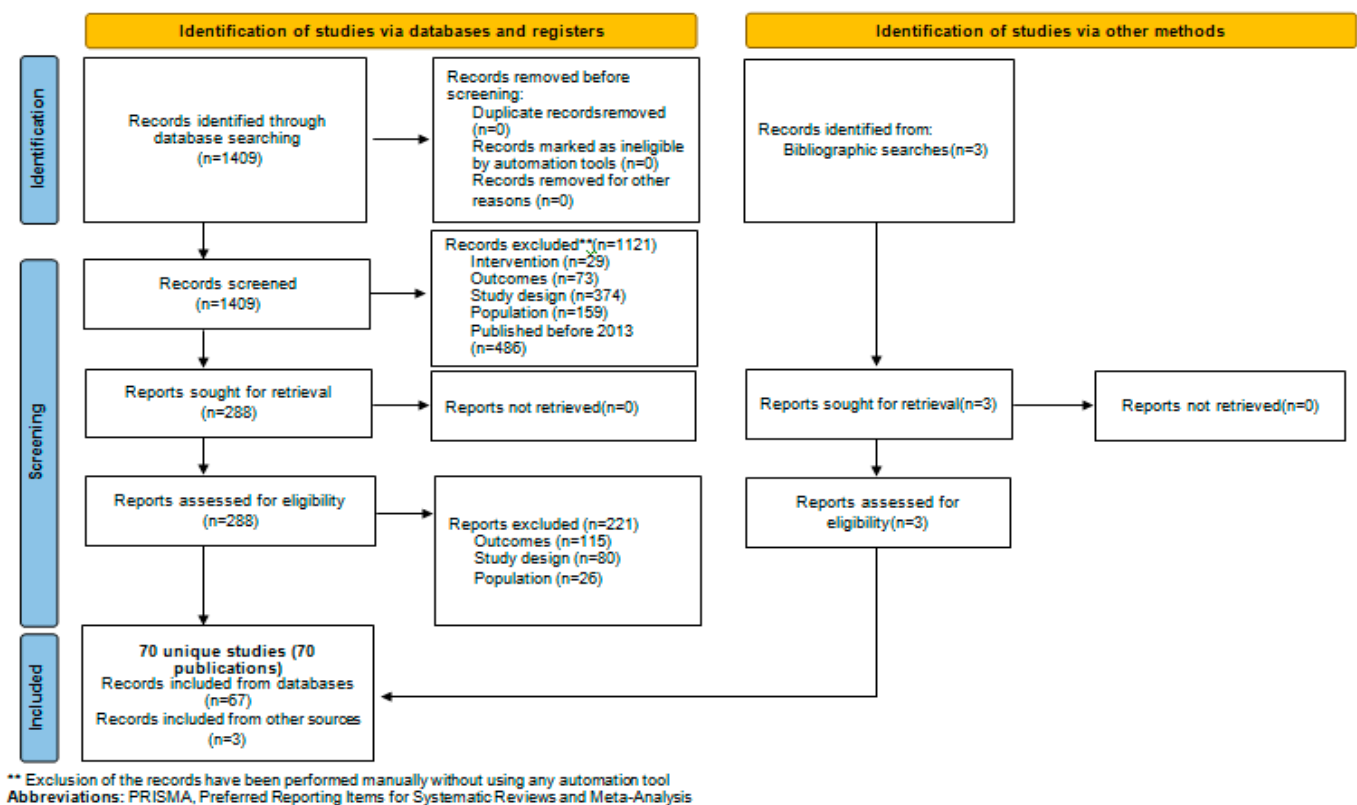 Identification of studies via databases and registers
Identification of studies via other methods
Identification
Records identified through
database searching
(n=1409)
Records removed before
screening:
Duplicate recordsremoved
(n=0)
Records marked as ineligible
by automation tools (n=0)
Records removed for other
reasons (n=0)
Records identified from:
Bibliographic searches(n=3)
Screening
Records screened
(n=1409)
Records excluded**(n=1121)
Intervention (n=29)
Outcomes (n=73)
Study design (n=374)
Population (n=159)
Published before 2013
(n=486)
Reports sought for retrieval
(n=288)
Reports not retrieved(n=0)
Reports sought for retrieval(n=3)
Reports not retrieved(n=0)
Reports assessed for eligibility
(n=288)
Reports excluded (n=221)
Outcomes (n=115)
Study design (n=80)
Population (n=26)
Reports assessed for
eligibility(n=3)
Included
70 unique studies (70
publications)
Records included from databases
(n=67)
Records included from other sources
(n=3)
** Exclusion of the records have been performed manually without using any automation tool
Abbreviations: PRISMA, Preferred Reporting Items for Systematic Reviews and Meta-Analysis